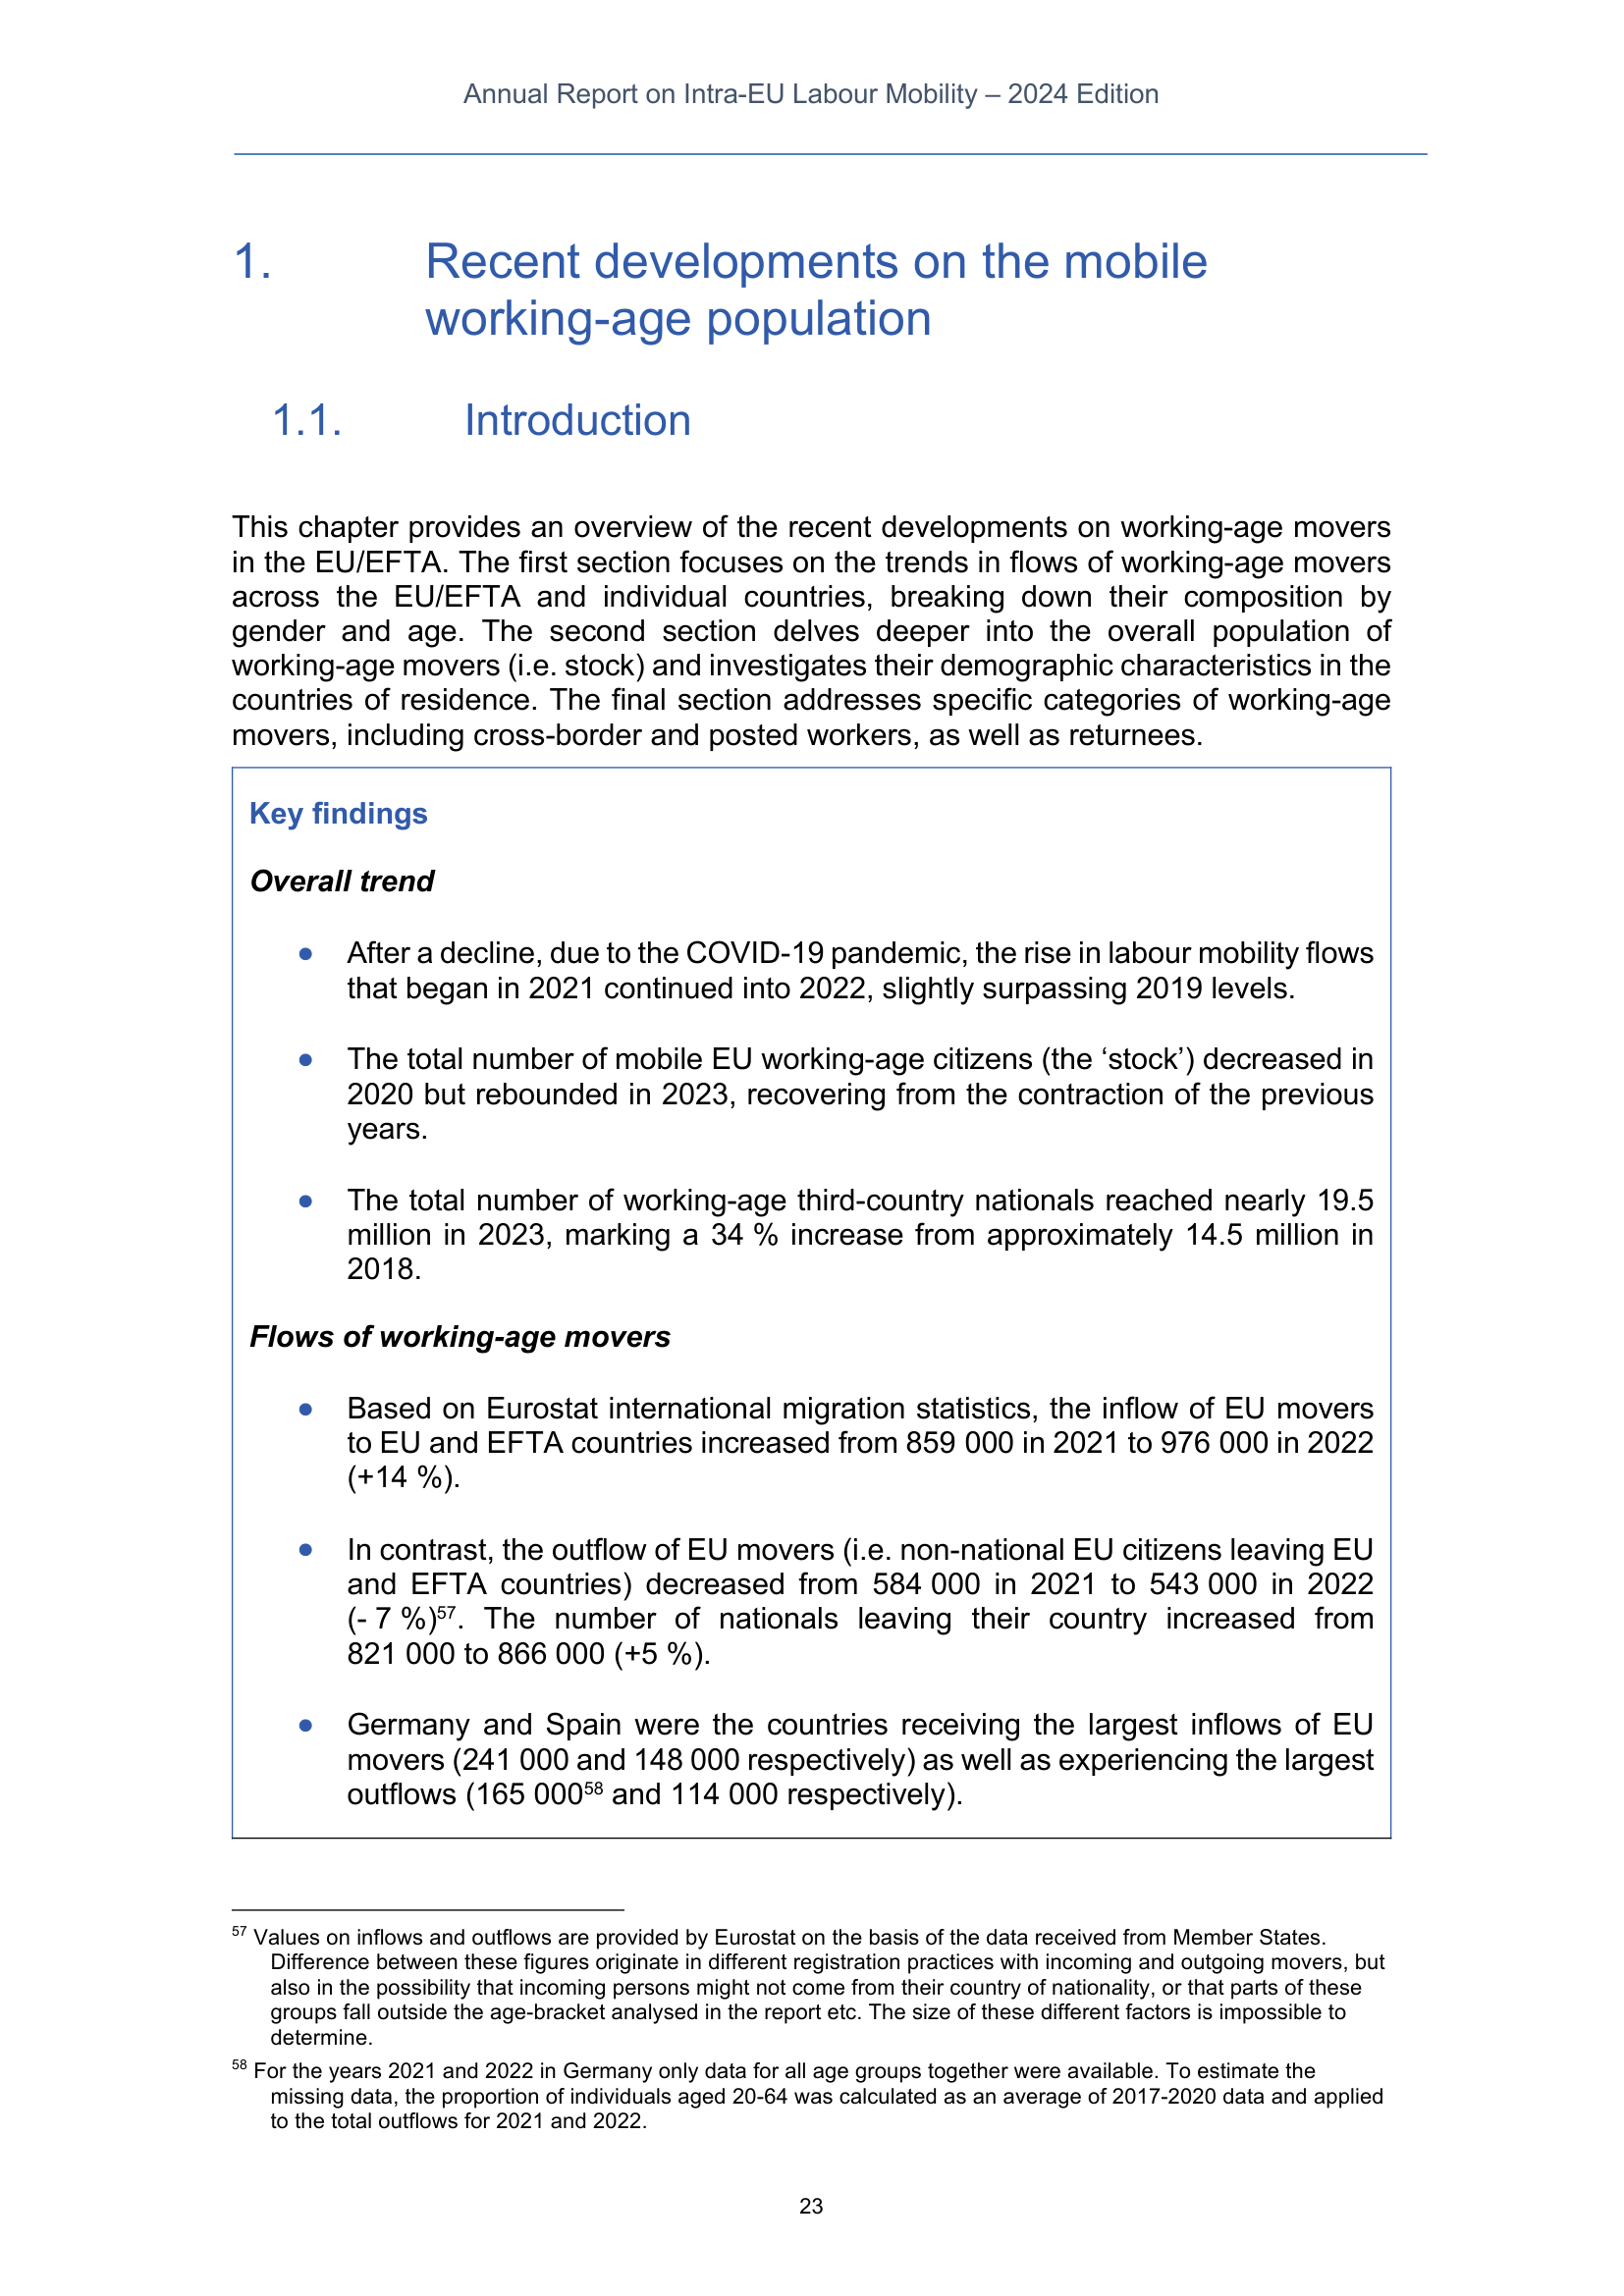 Annual Report on Intra-EU Labour Mobility – 2024 Edition
1. Recent developments on the mobile
working-age population
1.1. Introduction
This chapter provides an overview of the recent developments on working-age movers
in the EU/EFTA. The first section focuses on the trends in flows of working-age movers
across the EU/EFTA and individual countries, breaking down their composition by
gender and age. The second section delves deeper into the overall population of
working-age movers (i.e. stock) and investigates their demographic characteristics in the
countries of residence. The final section addresses specific categories of working-age
movers, including cross-border and posted workers, as well as returnees.
Key findings
Overall trend
● After a decline, due to the COVID-19 pandemic, the rise in labour mobility flows
that began in 2021 continued into 2022, slightly surpassing 2019 levels.
● The total number of mobile EU working-age citizens (the ‘stock’) decreased in
2020 but rebounded in 2023, recovering from the contraction of the previous
years.
● The total number of working-age third-country nationals reached nearly 19.5
million in 2023, marking a 34 % increase from approximately 14.5 million in
2018.
Flows of working-age movers
● Based on Eurostat international migration statistics, the inflow of EU movers
to EU and EFTA countries increased from 859 000 in 2021 to 976 000 in 2022
(+14 %).
● In contrast, the outflow of EU movers (i.e. non-national EU citizens leaving EU
and EFTA countries) decreased from 584 000 in 2021 to 543 000 in 2022
(- 7 %)57. The number of nationals leaving their country increased from
821 000 to 866 000 (+5 %).
● Germany and Spain were the countries receiving the largest inflows of EU
movers (241 000 and 148 000 respectively) as well as experiencing the largest
outflows (165 00058 and 114 000 respectively).
57 Values on inflows and outflows are provided by Eurostat on the basis of the data received from Member States.
Difference between these figures originate in different registration practices with incoming and outgoing movers, but
also in the possibility that incoming persons might not come from their country of nationality, or that parts of these
groups fall outside the age-bracket analysed in the report etc. The size of these different factors is impossible to
determine.
58 For the years 2021 and 2022 in Germany only data for all age groups together were available. To estimate the
missing data, the proportion of individuals aged 20-64 was calculated as an average of 2017-2020 data and applied
to the total outflows for 2021 and 2022.
23